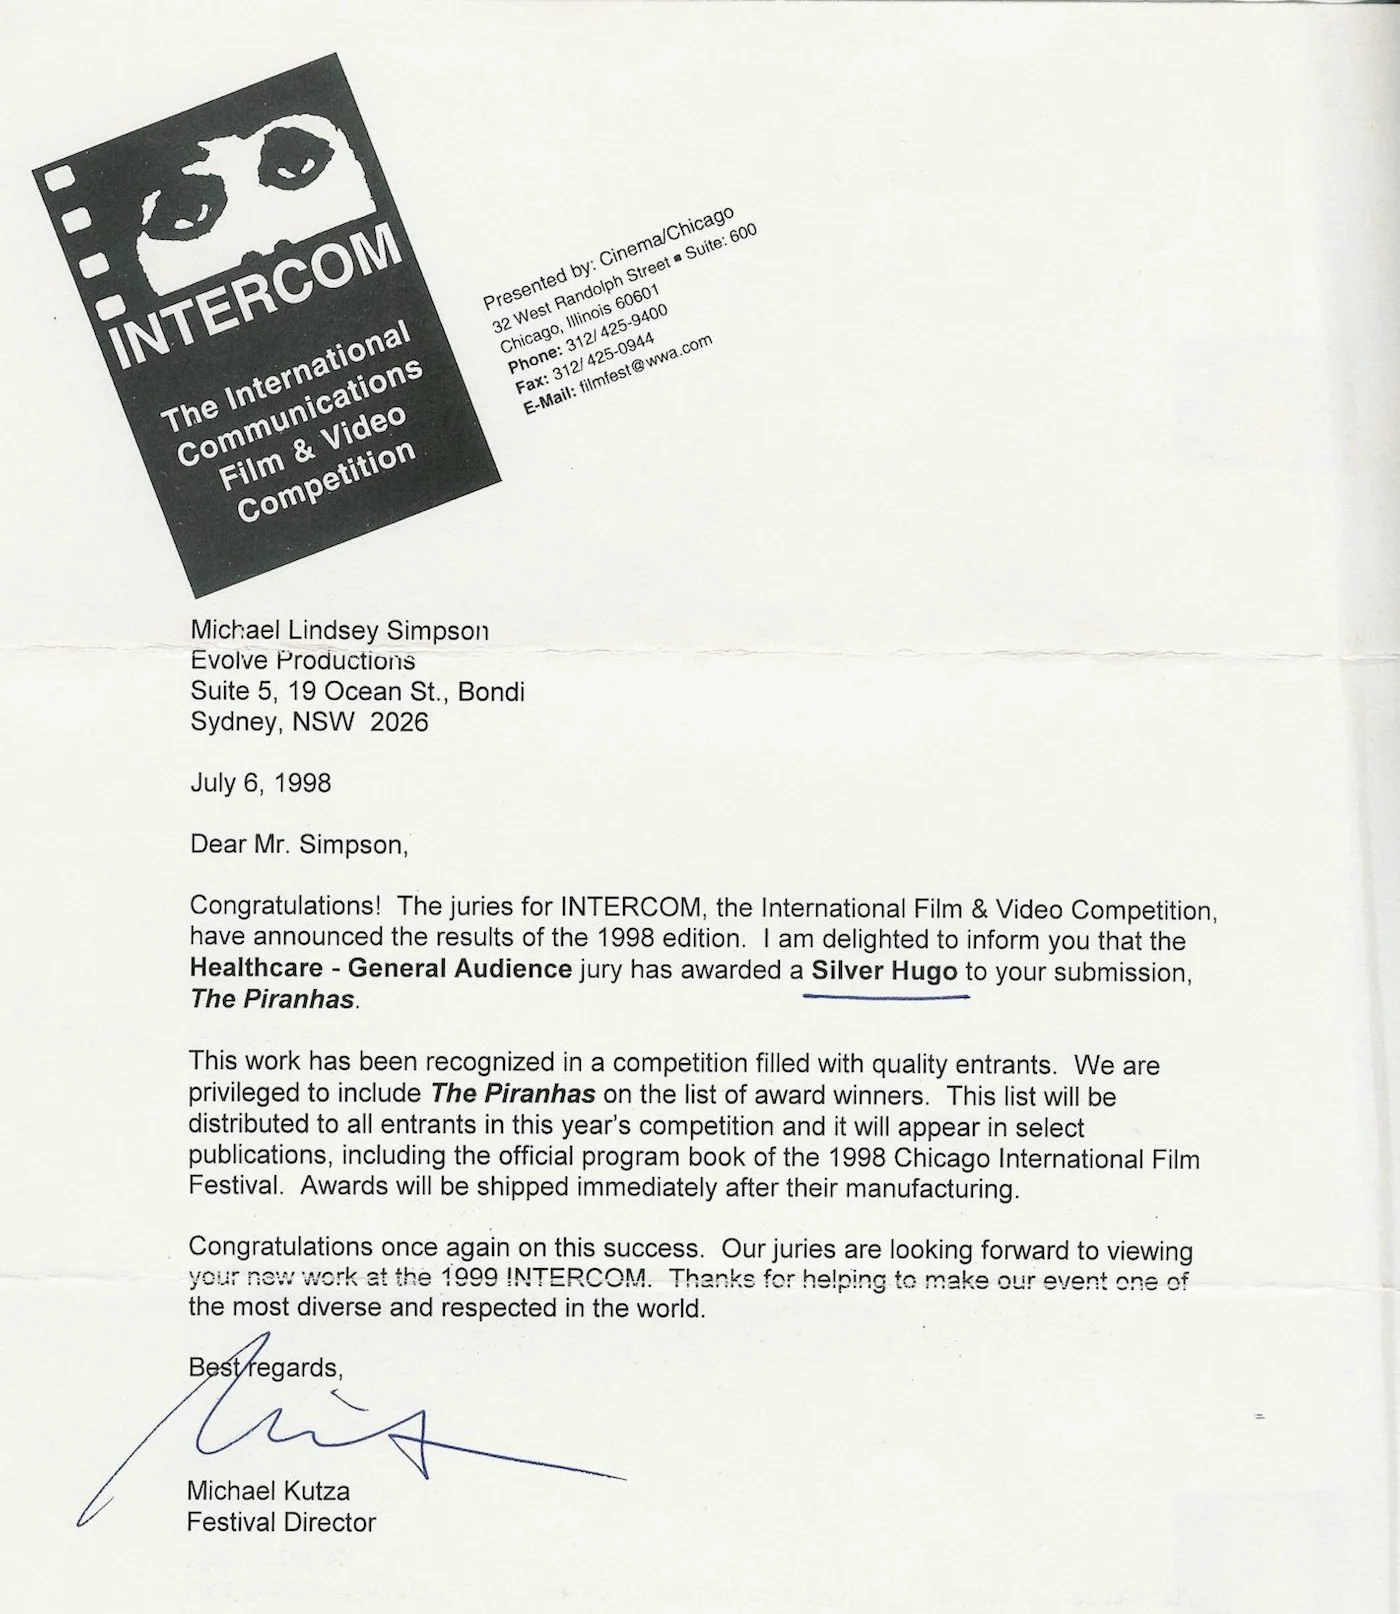 INTERCOM
The International
Communications
Film & Video
Competition
Presented by: Cinema/Chicago
32 West Randolph Street ▪ Suite: 600
Chicago, Illinois 60601
Phone: 312/ 425-9400
Fax: 312/ 425-0944
E-Mail: filmfest@wwa.com
Michael Lindsey Simpson
Evolve Productions
Suite 5, 19 Ocean St., Bondi
Sydney, NSW  2026
July 6, 1998
Dear Mr. Simpson,
Congratulations!  The juries for INTERCOM, the International Film & Video Competition,
have announced the results of the 1998 edition.  I am delighted to inform you that the
Healthcare - General Audience jury has awarded a Silver Hugo to your submission,
The Piranhas.
This work has been recognized in a competition filled with quality entrants.  We are
privileged to include The Piranhas on the list of award winners.  This list will be
distributed to all entrants in this year's competition and it will appear in select
publications, including the official program book of the 1998 Chicago International Film
Festival.  Awards will be shipped immediately after their manufacturing.
Congratulations once again on this success.  Our juries are looking forward to viewing
your new work at the 1999 INTERCOM.  Thanks for helping to make our event one of
the most diverse and respected in the world.
Best regards,
Michael Kutza
Festival Director